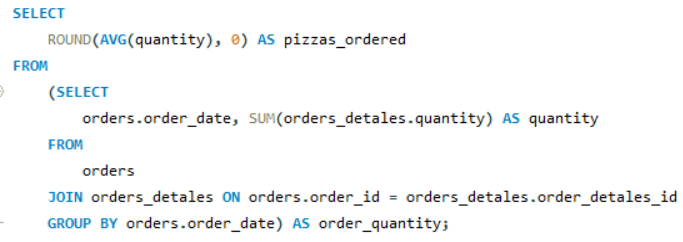 SELECT
ROUND(AVG(quantity), 0) AS pizzas_ordered
FROM
(SELECT
orders.order_date, SUM(orders_detales.quantity) AS quantity
FROM
orders
JOIN orders_detales ON orders.order_id = orders_detales.order_details_id
GROUP BY orders.order_date) AS order_quantity;